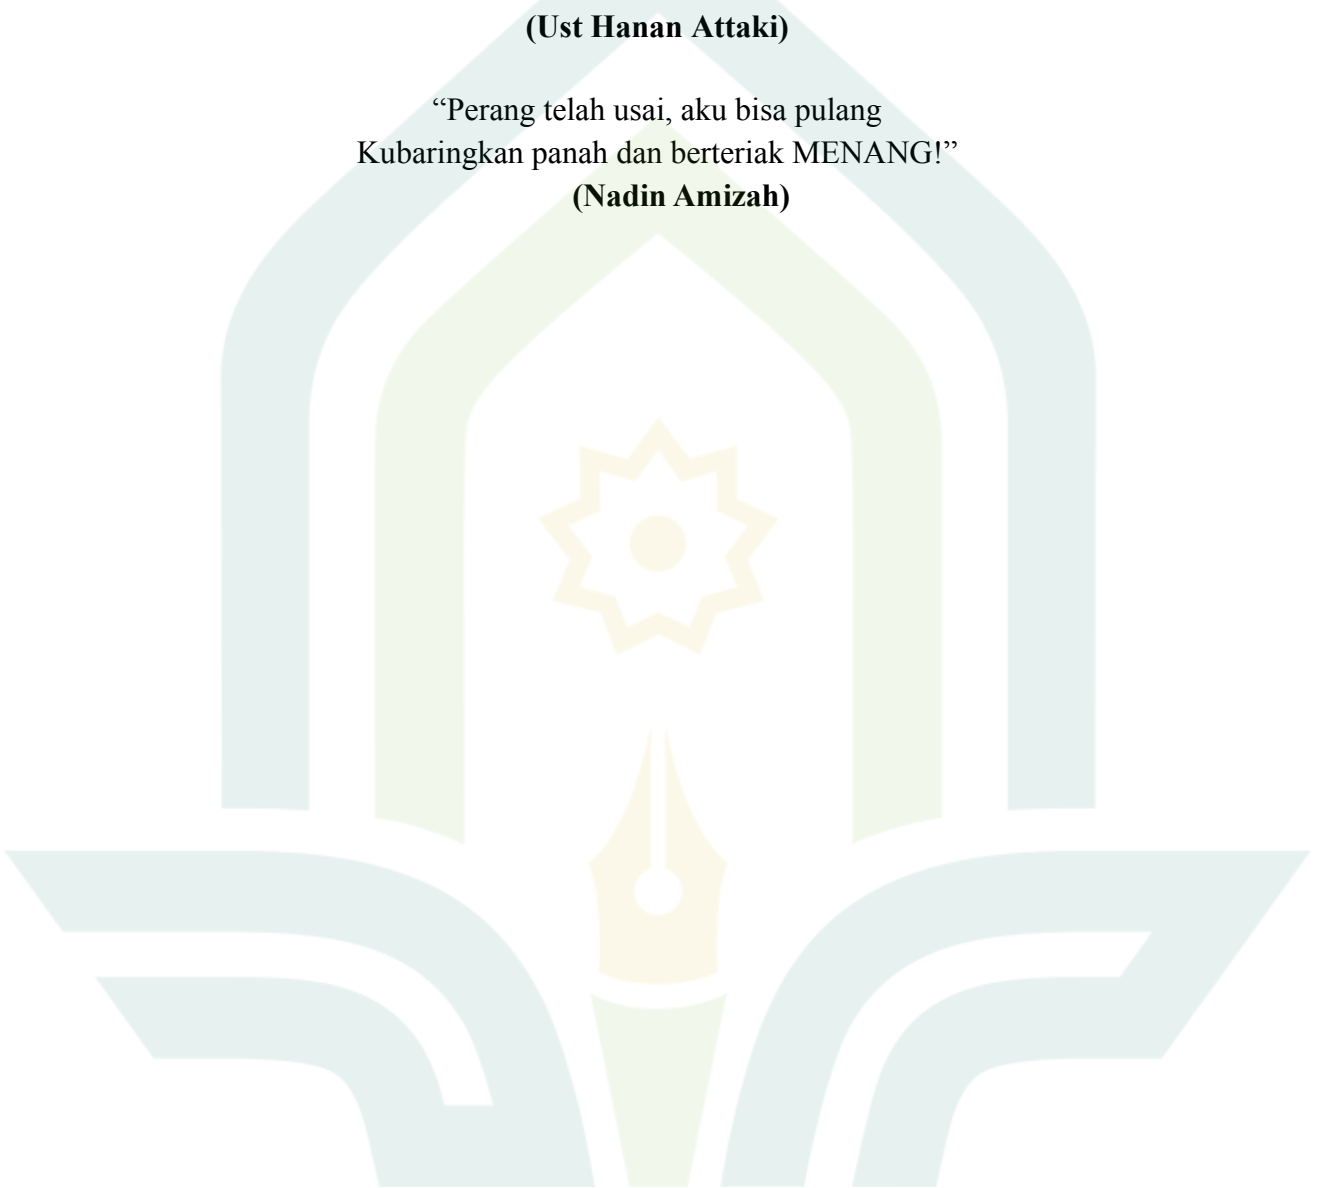 (Ust Hanan Attaki)
“Perang telah usai, aku bisa pulang
Kubaringkan panah dan berteriak MENANG!”
(Nadin Amizah)